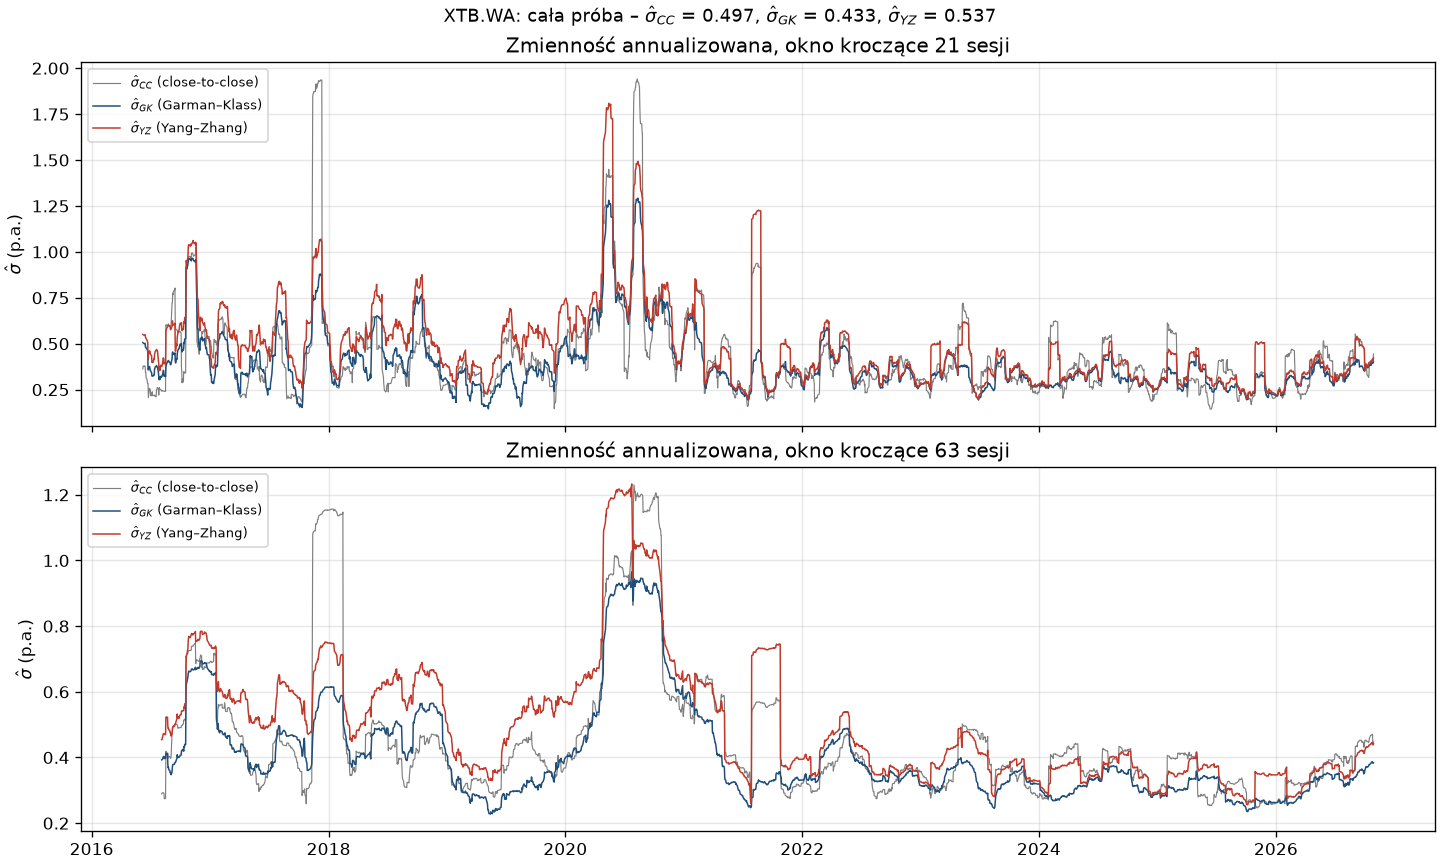 XTB.WA: cała próba – σ̂CC = 0.497, σ̂GK = 0.433, σ̂YZ = 0.537
Zmienność annualizowana, okno kroczące 21 sesji
σ̂ (p.a.)
2.00
1.75
1.50
1.25
1.00
0.75
0.50
0.25
σ̂CC (close-to-close)
σ̂GK (Garman–Klass)
σ̂YZ (Yang–Zhang)
Zmienność annualizowana, okno kroczące 63 sesji
σ̂ (p.a.)
1.2
1.0
0.8
0.6
0.4
0.2
σ̂CC (close-to-close)
σ̂GK (Garman–Klass)
σ̂YZ (Yang–Zhang)
2016 2018 2020 2022 2024 2026